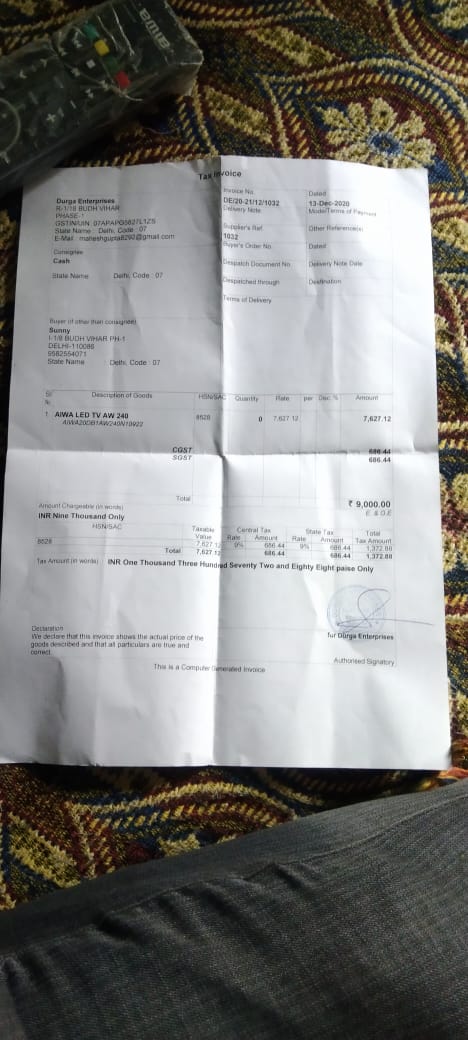 aiwa
Tax Invoice
Durga Enterprises
R-1/16 BUDH VIHAR
PHASE-1
GSTIN/UIN: 07APAPG5827L1ZS
State Name : Delhi, Code : 07
E-Mail : maheshgupta8290@gmail.com
Consignee
Cash
State Name : Delhi, Code : 07
Buyer (if other than consignee)
Sunny
I-1/8 BUDH VIHAR PH-1
DELHI-110086
9582554071
State Name : Delhi, Code : 07
Invoice No. Dated
DE/20-21/12/1032 13-Dec-2020
Delivery Note Mode/Terms of Payment
Supplier's Ref. Other Reference(s)
1032
Buyer's Order No. Dated
Despatch Document No. Delivery Note Date
Despatched through Destination
Terms of Delivery
Sl Description of Goods HSN/SAC Quantity Rate per Disc. % Amount
No.
1 AIWA LED TV AW 240 8528 0 7,627.12 7,627.12
AIWA20DB1AW240N10922
CGST 686.44
SGST 686.44
Total ₹ 9,000.00
Amount Chargeable (in words) E. & O.E
INR Nine Thousand Only
HSN/SAC Taxable Central Tax State Tax Total
Value Rate Amount Rate Amount Tax Amount
8528 7,627.12 9% 686.44 9% 686.44 1,372.88
Total 7,627.12 686.44 686.44 1,372.88
Tax Amount (in words) : INR One Thousand Three Hundred Seventy Two and Eighty Eight paise Only
Declaration
We declare that this invoice shows the actual price of the
goods described and that all particulars are true and
correct.
for Durga Enterprises
Authorised Signatory
This is a Computer Generated Invoice